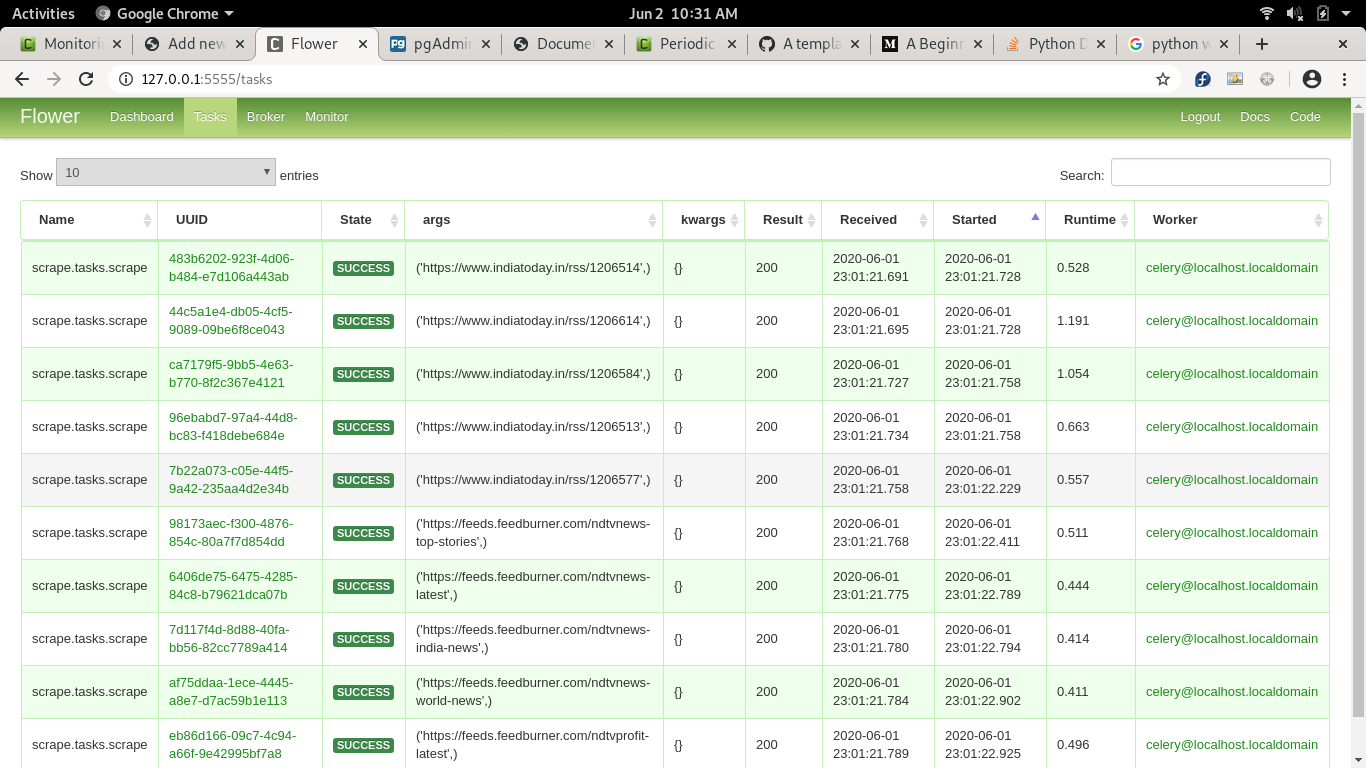 Activities Google Chrome Jun 2 10:31 AM
Monitori Add new Flower pgAdmin Docume Periodic A templa A Beginn Python D python w
127.0.0.1:5555/tasks
Flower Dashboard Tasks Broker Monitor Logout Docs Code
Show 10 entries Search:
Name UUID State args kwargs Result Received Started Runtime Worker
scrape.tasks.scrape 483b6202-923f-4d06-b484-e7d106a443ab SUCCESS ('https://www.indiatoday.in/rss/1206514',) {} 200 2020-06-01 23:01:21.691 2020-06-01 23:01:21.728 0.528 celery@localhost.localdomain
scrape.tasks.scrape 44c5a1e4-db05-4cf5-9089-09be6f8ce043 SUCCESS ('https://www.indiatoday.in/rss/1206614',) {} 200 2020-06-01 23:01:21.695 2020-06-01 23:01:21.728 1.191 celery@localhost.localdomain
scrape.tasks.scrape ca7179f5-9bb5-4e63-b770-8f2c367e4121 SUCCESS ('https://www.indiatoday.in/rss/1206584',) {} 200 2020-06-01 23:01:21.727 2020-06-01 23:01:21.758 1.054 celery@localhost.localdomain
scrape.tasks.scrape 96ebabd7-97a4-44d8-bc83-f418debe684e SUCCESS ('https://www.indiatoday.in/rss/1206513',) {} 200 2020-06-01 23:01:21.734 2020-06-01 23:01:21.758 0.663 celery@localhost.localdomain
scrape.tasks.scrape 7b22a073-c05e-44f5-9a42-235aa4d2e34b SUCCESS ('https://www.indiatoday.in/rss/1206577',) {} 200 2020-06-01 23:01:21.758 2020-06-01 23:01:22.229 0.557 celery@localhost.localdomain
scrape.tasks.scrape 98173aec-f300-4876-854c-80a7f7d854dd SUCCESS ('https://feeds.feedburner.com/ndtvnews-top-stories',) {} 200 2020-06-01 23:01:21.768 2020-06-01 23:01:22.411 0.511 celery@localhost.localdomain
scrape.tasks.scrape 6406de75-6475-4285-84c8-b79621dca07b SUCCESS ('https://feeds.feedburner.com/ndtvnews-latest',) {} 200 2020-06-01 23:01:21.775 2020-06-01 23:01:22.789 0.444 celery@localhost.localdomain
scrape.tasks.scrape 7d117f4d-8d88-40fa-bb56-82cc7789a414 SUCCESS ('https://feeds.feedburner.com/ndtvnews-india-news',) {} 200 2020-06-01 23:01:21.780 2020-06-01 23:01:22.794 0.414 celery@localhost.localdomain
scrape.tasks.scrape af75ddaa-1ece-4445-a8e7-d7ac59b1e113 SUCCESS ('https://feeds.feedburner.com/ndtvnews-world-news',) {} 200 2020-06-01 23:01:21.784 2020-06-01 23:01:22.902 0.411 celery@localhost.localdomain
scrape.tasks.scrape eb86d166-09c7-4c94-a66f-9e42995bf7a8 SUCCESS ('https://feeds.feedburner.com/ndtvprofit-latest',) {} 200 2020-06-01 23:01:21.789 2020-06-01 23:01:22.925 0.496 celery@localhost.localdomain